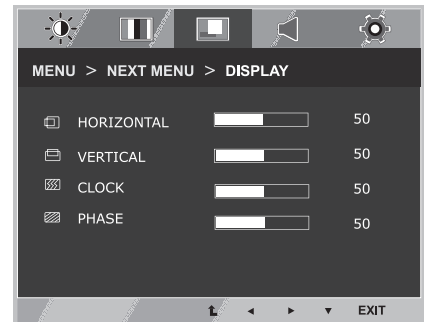 MENU > NEXT MENU > DISPLAY
HORIZONTAL 50
VERTICAL 50
CLOCK 50
PHASE 50
EXIT